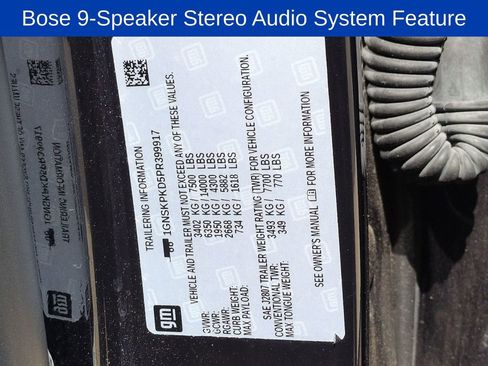 Bose 9-Speaker Stereo Audio System Feature
TRAILERING INFORMATION
1GNSKPKD5PR399917
VEHICLE AND TRAILER MUST NOT EXCEED ANY OF THESE VALUES.
GVWR: 3402 KG / 7500 LBS
GCWR: 6350 KG / 14000 LBS
GAWR: 1950 KG / 4300 LBS
RGAWR: 2668 KG / 5882 LBS
CURB WEIGHT: 734 KG / 1618 LBS
MAX PAYLOAD:
SAE J2807 TRAILER WEIGHT RATING (TWR) FOR VEHICLE CONFIGURATION.
CONVENTIONAL TWR: 3493 KG / 7700 LBS
MAX TONGUE WEIGHT: 349 KG / 770 LBS
SEE OWNER'S MANUAL FOR MORE INFORMATION
gm
gm